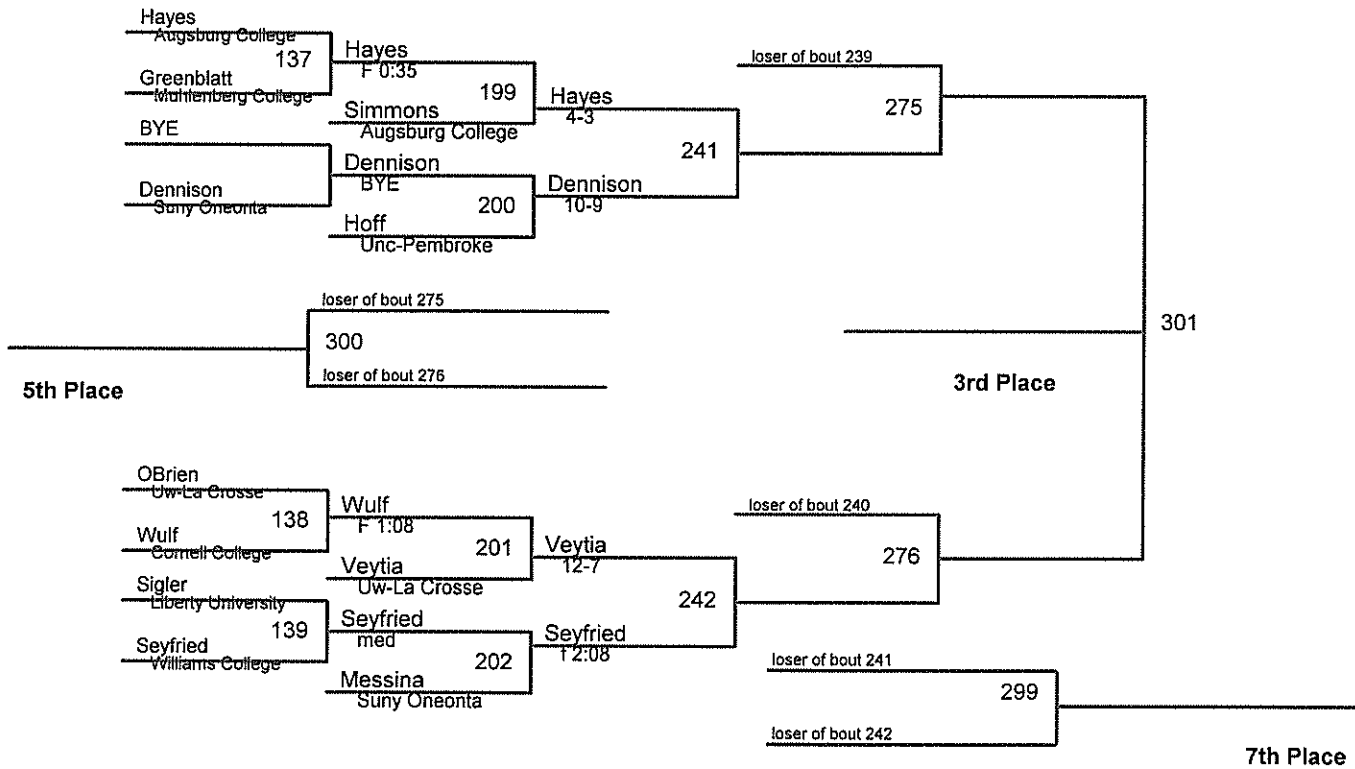 Hayes
Augsburg College
137
Hayes
F 0:35
Greenblatt
Muhlenberg College
199
Hayes
4-3
Simmons
Augsburg College
loser of bout 239
275
BYE
241
Dennison
BYE
Dennison
Suny Oneonta
200
Dennison
10-9
Hoff
Unc-Pembroke
loser of bout 275
300
loser of bout 276
5th Place
301
3rd Place
OBrien
Uw-La Crosse
138
Wulf
F 1:08
Wulf
Cornell College
201
Veytia
12-7
Veytia
Uw-La Crosse
loser of bout 240
276
Sigler
Liberty University
242
139
Seyfried
med
Seyfried
Williams College
202
Seyfried
f 2:08
Messina
Suny Oneonta
loser of bout 241
299
loser of bout 242
7th Place